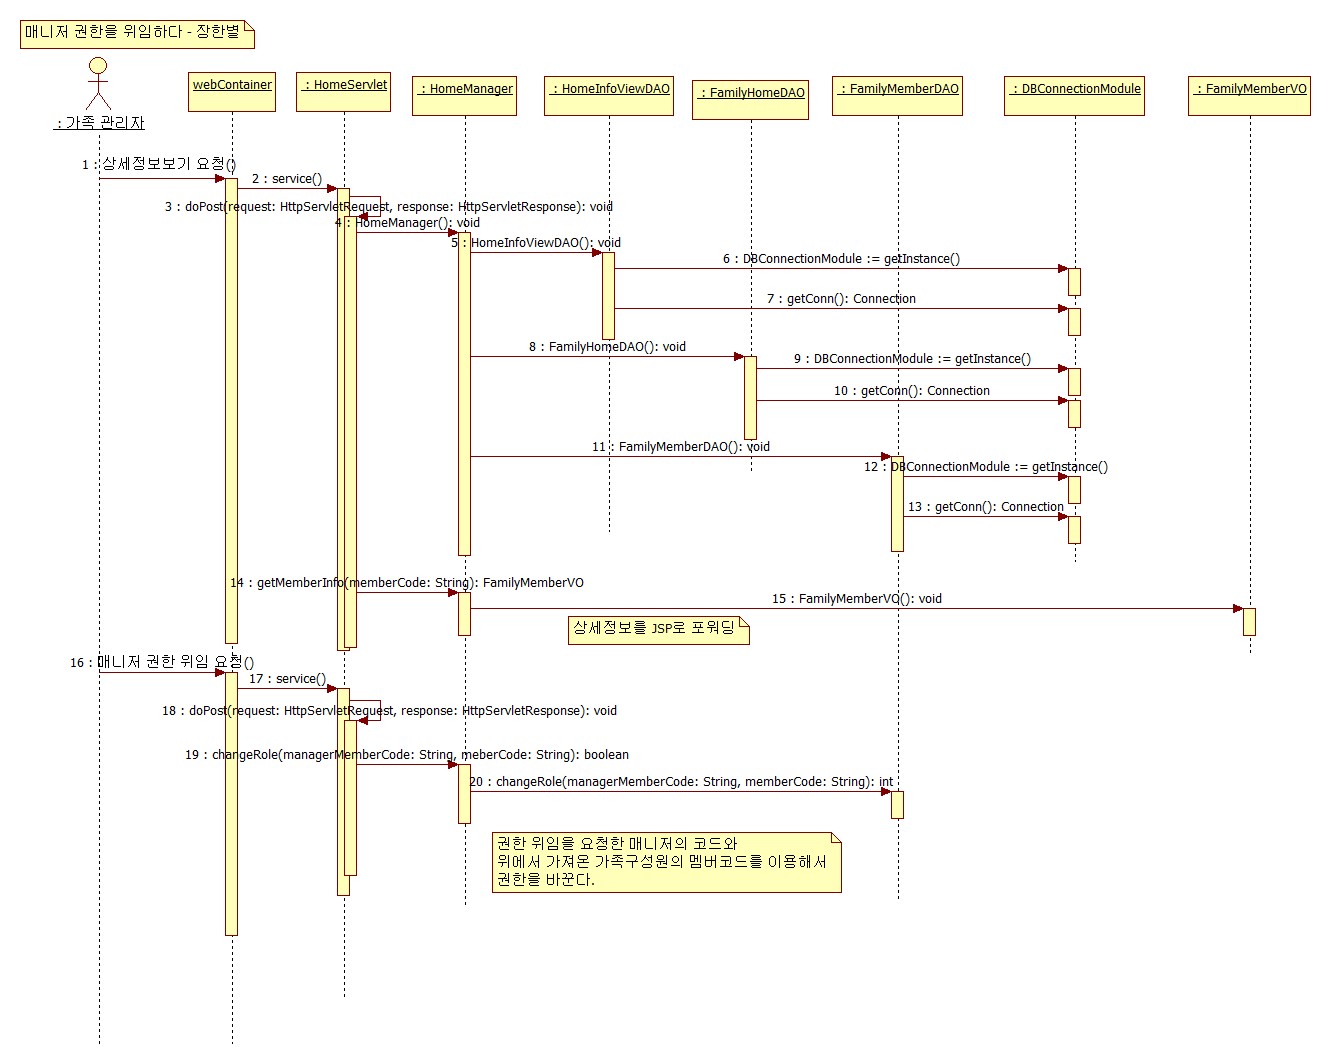 매니저 권한을 위임하다 - 장한별
: 가족 관리자
webContainer
: HomeServlet
: HomeManager
: HomeInfoViewDAO
: FamilyHomeDAO
: FamilyMemberDAO
: DBConnectionModule
: FamilyMemberVO
1 : 상세정보보기 요청()
2 : service()
3 : doPost(request: HttpServletRequest, response: HttpServletResponse): void
4 : HomeManager(): void
5 : HomeInfoViewDAO(): void
6 : DBConnectionModule := getInstance()
7 : getConn(): Connection
8 : FamilyHomeDAO(): void
9 : DBConnectionModule := getInstance()
10 : getConn(): Connection
11 : FamilyMemberDAO(): void
12 : DBConnectionModule := getInstance()
13 : getConn(): Connection
14 : getMemberInfo(memberCode: String): FamilyMemberVO
15 : FamilyMemberVO(): void
상세정보를 JSP로 포워딩
16 : 매니저 권한 위임 요청()
17 : service()
18 : doPost(request: HttpServletRequest, response: HttpServletResponse): void
19 : changeRole(managerMemberCode: String, meberCode: String): boolean
20 : changeRole(managerMemberCode: String, memberCode: String): int
권한 위임을 요청한 매니저의 코드와
위에서 가져온 가족구성원의 멤버코드를 이용해서
권한을 바꾼다.